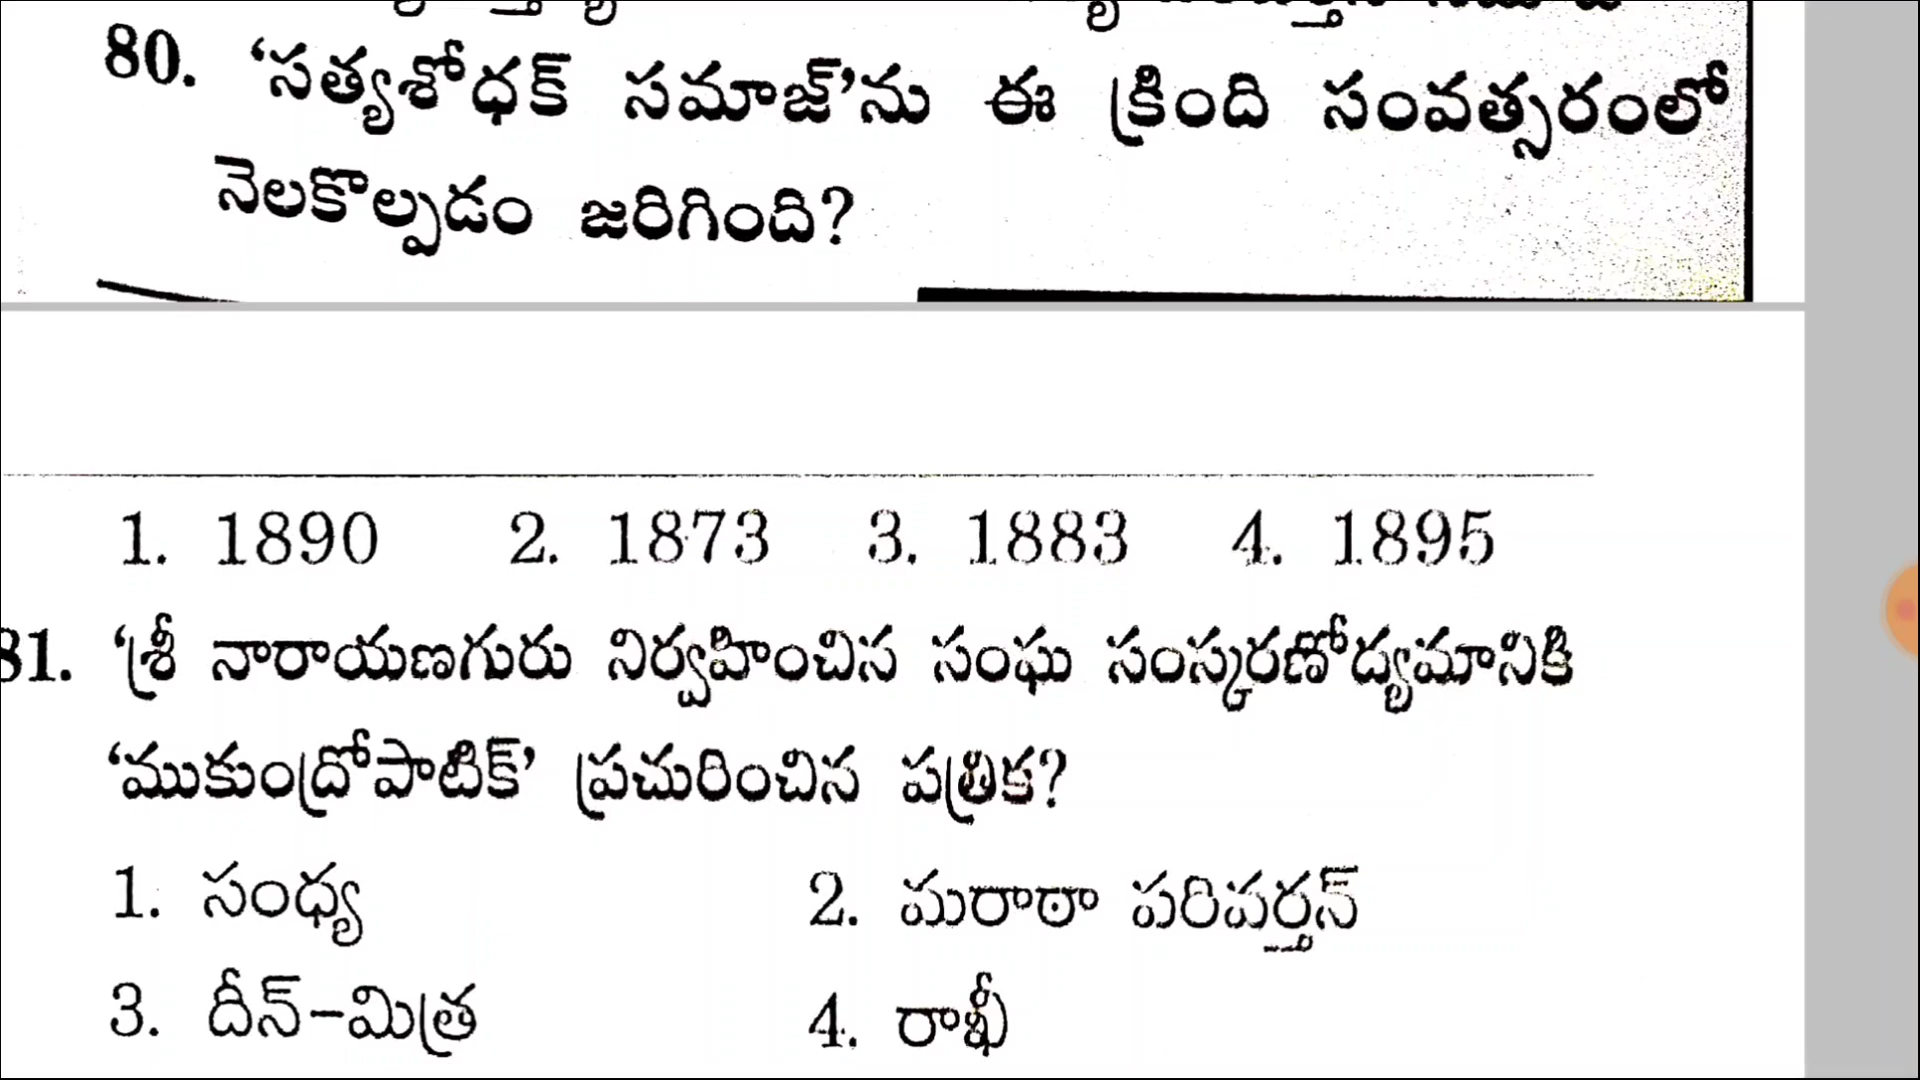 80. ‘సత్యశోధక్ సమాజ్’ను ఈ క్రింది సంవత్సరంలో
నెలకొల్పడం జరిగింది?
1. 1890 2. 1873 3. 1883 4. 1895
81. ‘శ్రీ నారాయణగురు నిర్వహించిన సంఘ సంస్కరణోద్యమానికి
‘ముకుంద్రోపాటిక్’ ప్రచురించిన పత్రిక?
1. సంధ్య 2. మరాఠా పరివర్తన్
3. దీన్-మిత్ర 4. రాఖీ